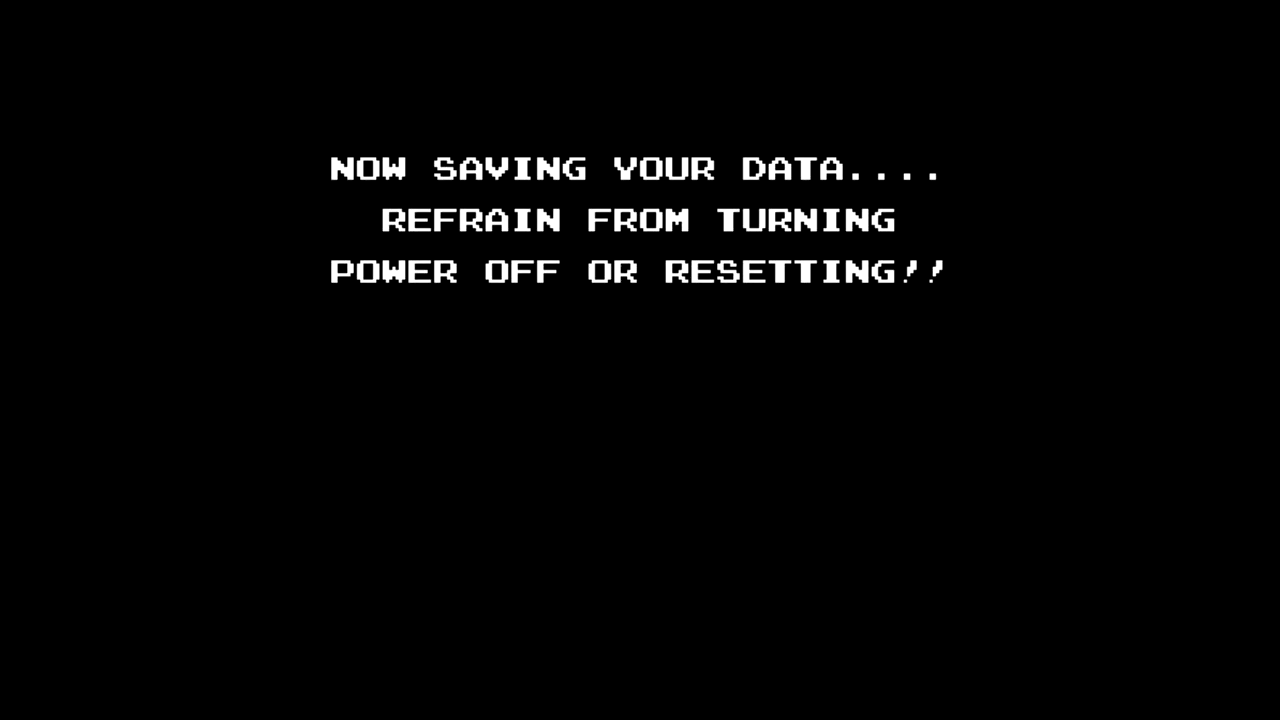 NOW SAVING YOUR DATA....
REFRAIN FROM TURNING
POWER OFF OR RESETTING!!